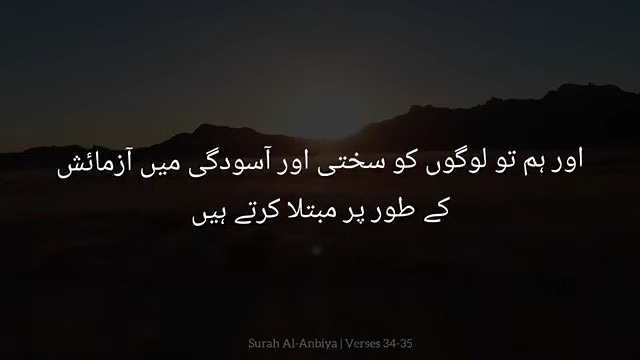 اور ہم تو لوگوں کو سختی اور آسودگی میں آزمائش
کے طور پر مبتلا کرتے ہیں
Surah Al-Anbiya | Verses 34-35